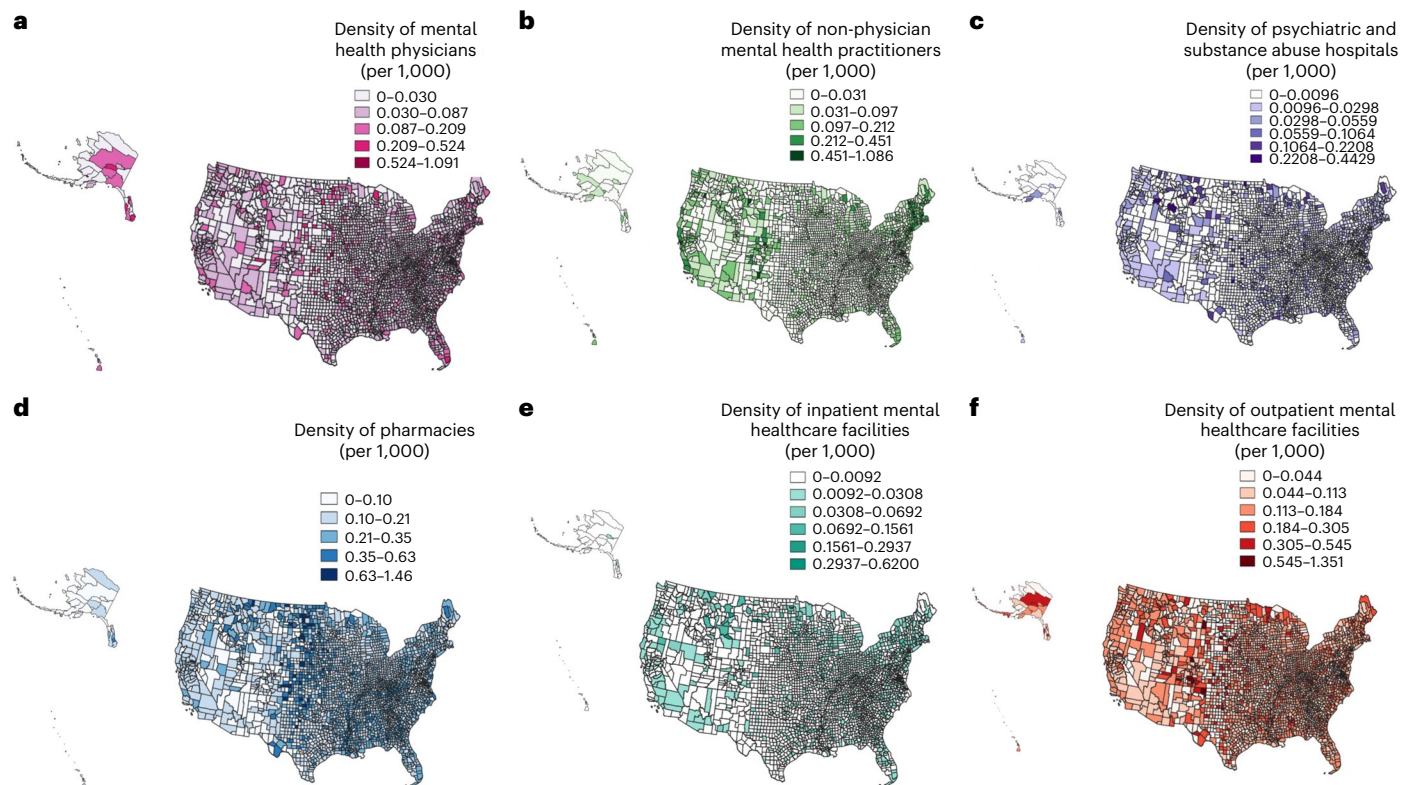 a
Density of mental
health physicians
(per 1,000)
0–0.030
0.030–0.087
0.087–0.209
0.209–0.524
0.524–1.091
b
Density of non-physician
mental health practitioners
(per 1,000)
0–0.031
0.031–0.097
0.097–0.212
0.212–0.451
0.451–1.086
c
Density of psychiatric and
substance abuse hospitals
(per 1,000)
0–0.0096
0.0096–0.0298
0.0298–0.0559
0.0559–0.1064
0.1064–0.2208
0.2208–0.4429
d
Density of pharmacies
(per 1,000)
0–0.10
0.10–0.21
0.21–0.35
0.35–0.63
0.63–1.46
e
Density of inpatient mental
healthcare facilities
(per 1,000)
0–0.0092
0.0092–0.0308
0.0308–0.0692
0.0692–0.1561
0.1561–0.2937
0.2937–0.6200
f
Density of outpatient mental
healthcare facilities
(per 1,000)
0–0.044
0.044–0.113
0.113–0.184
0.184–0.305
0.305–0.545
0.545–1.351